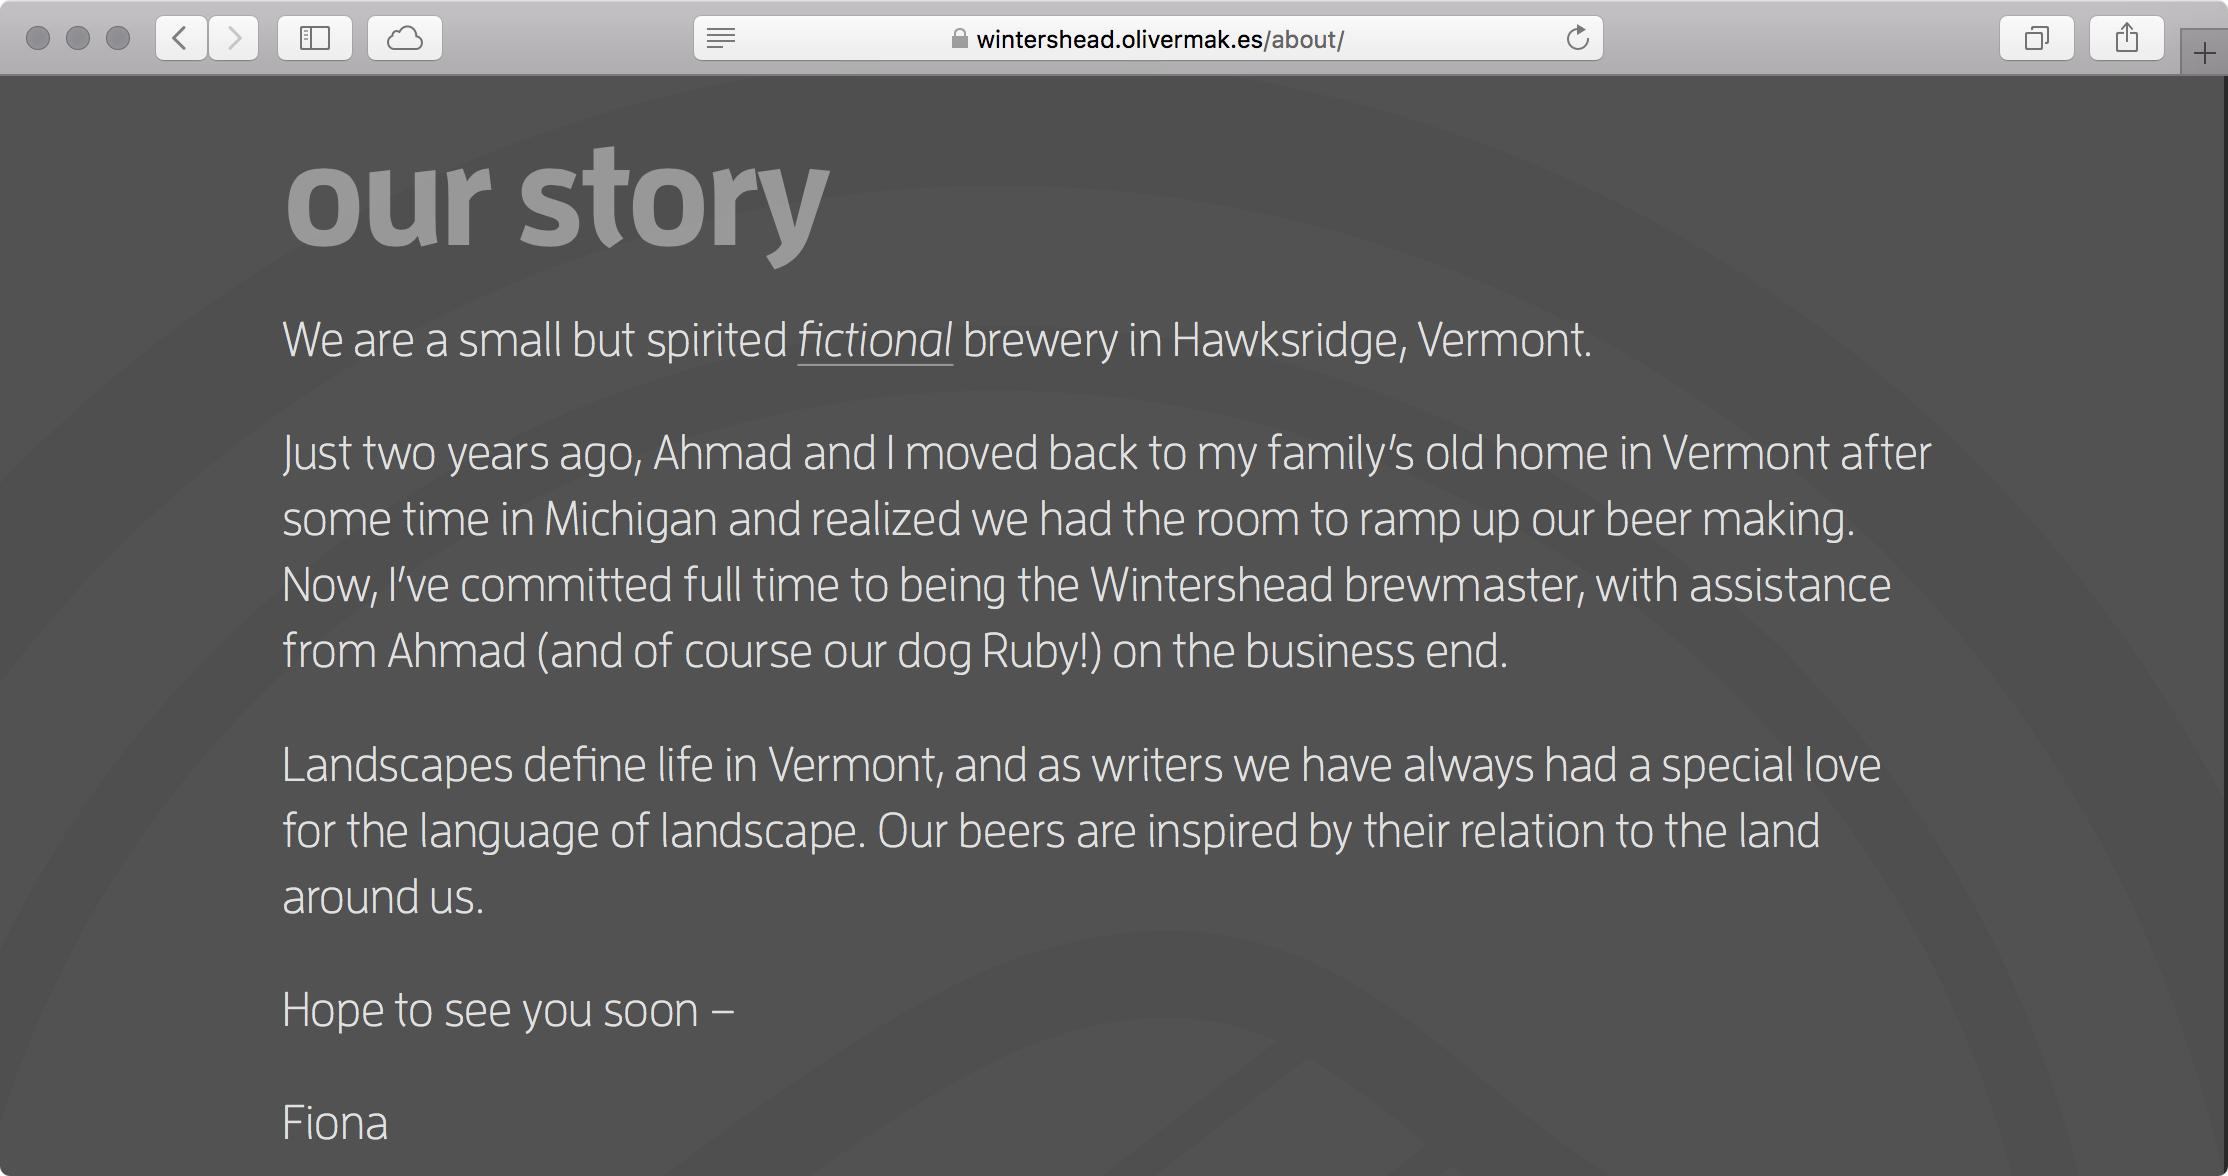 wintershead.olivermak.es/about/
our story
We are a small but spirited fictional brewery in Hawksridge, Vermont.
Just two years ago, Ahmad and I moved back to my family’s old home in Vermont after
some time in Michigan and realized we had the room to ramp up our beer making.
Now, I’ve committed full time to being the Wintershead brewmaster, with assistance
from Ahmad (and of course our dog Ruby!) on the business end.
Landscapes define life in Vermont, and as writers we have always had a special love
for the language of landscape. Our beers are inspired by their relation to the land
around us.
Hope to see you soon –
Fiona